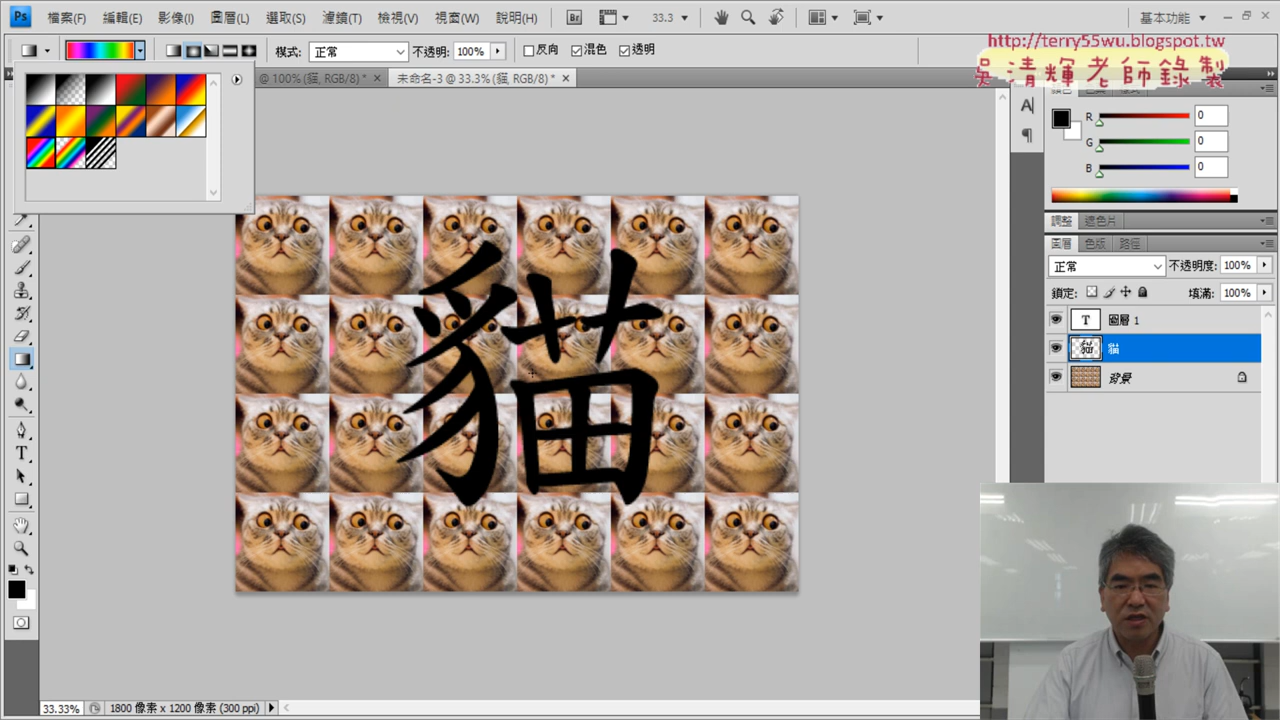 Ps 檔案(F) 編輯(E) 影像(I) 圖層(L) 選取(S) 濾鏡(T) 檢視(V) 視窗(W) 說明(H) Br 33.3 基本功能
模式: 正常 不透明: 100% 反向 混色 透明
http://terry55wu.blogspot.tw
吳清輝老師錄製
@ 100% (貓, RGB/8) * × 未命名-3 @ 33.3% (貓, RGB/8) * ×
R 0
G 0
B 0
調整 遮色片
圖層 色版 路徑
正常 不透明度: 100%
鎖定: 填滿: 100%
T 圖層 1
貓 貓
背景
貓
33.33% 1800 像素 x 1200 像素 (300 ppi)